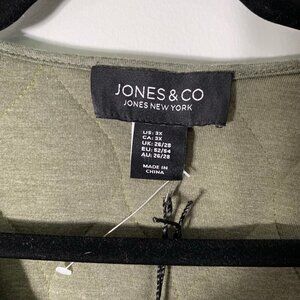 JONES & CO
JONES NEW YORK
US: 3X
CA: 3X
UK: 26/28
EU: 52/54
AU: 26/28
MADE IN
CHINA